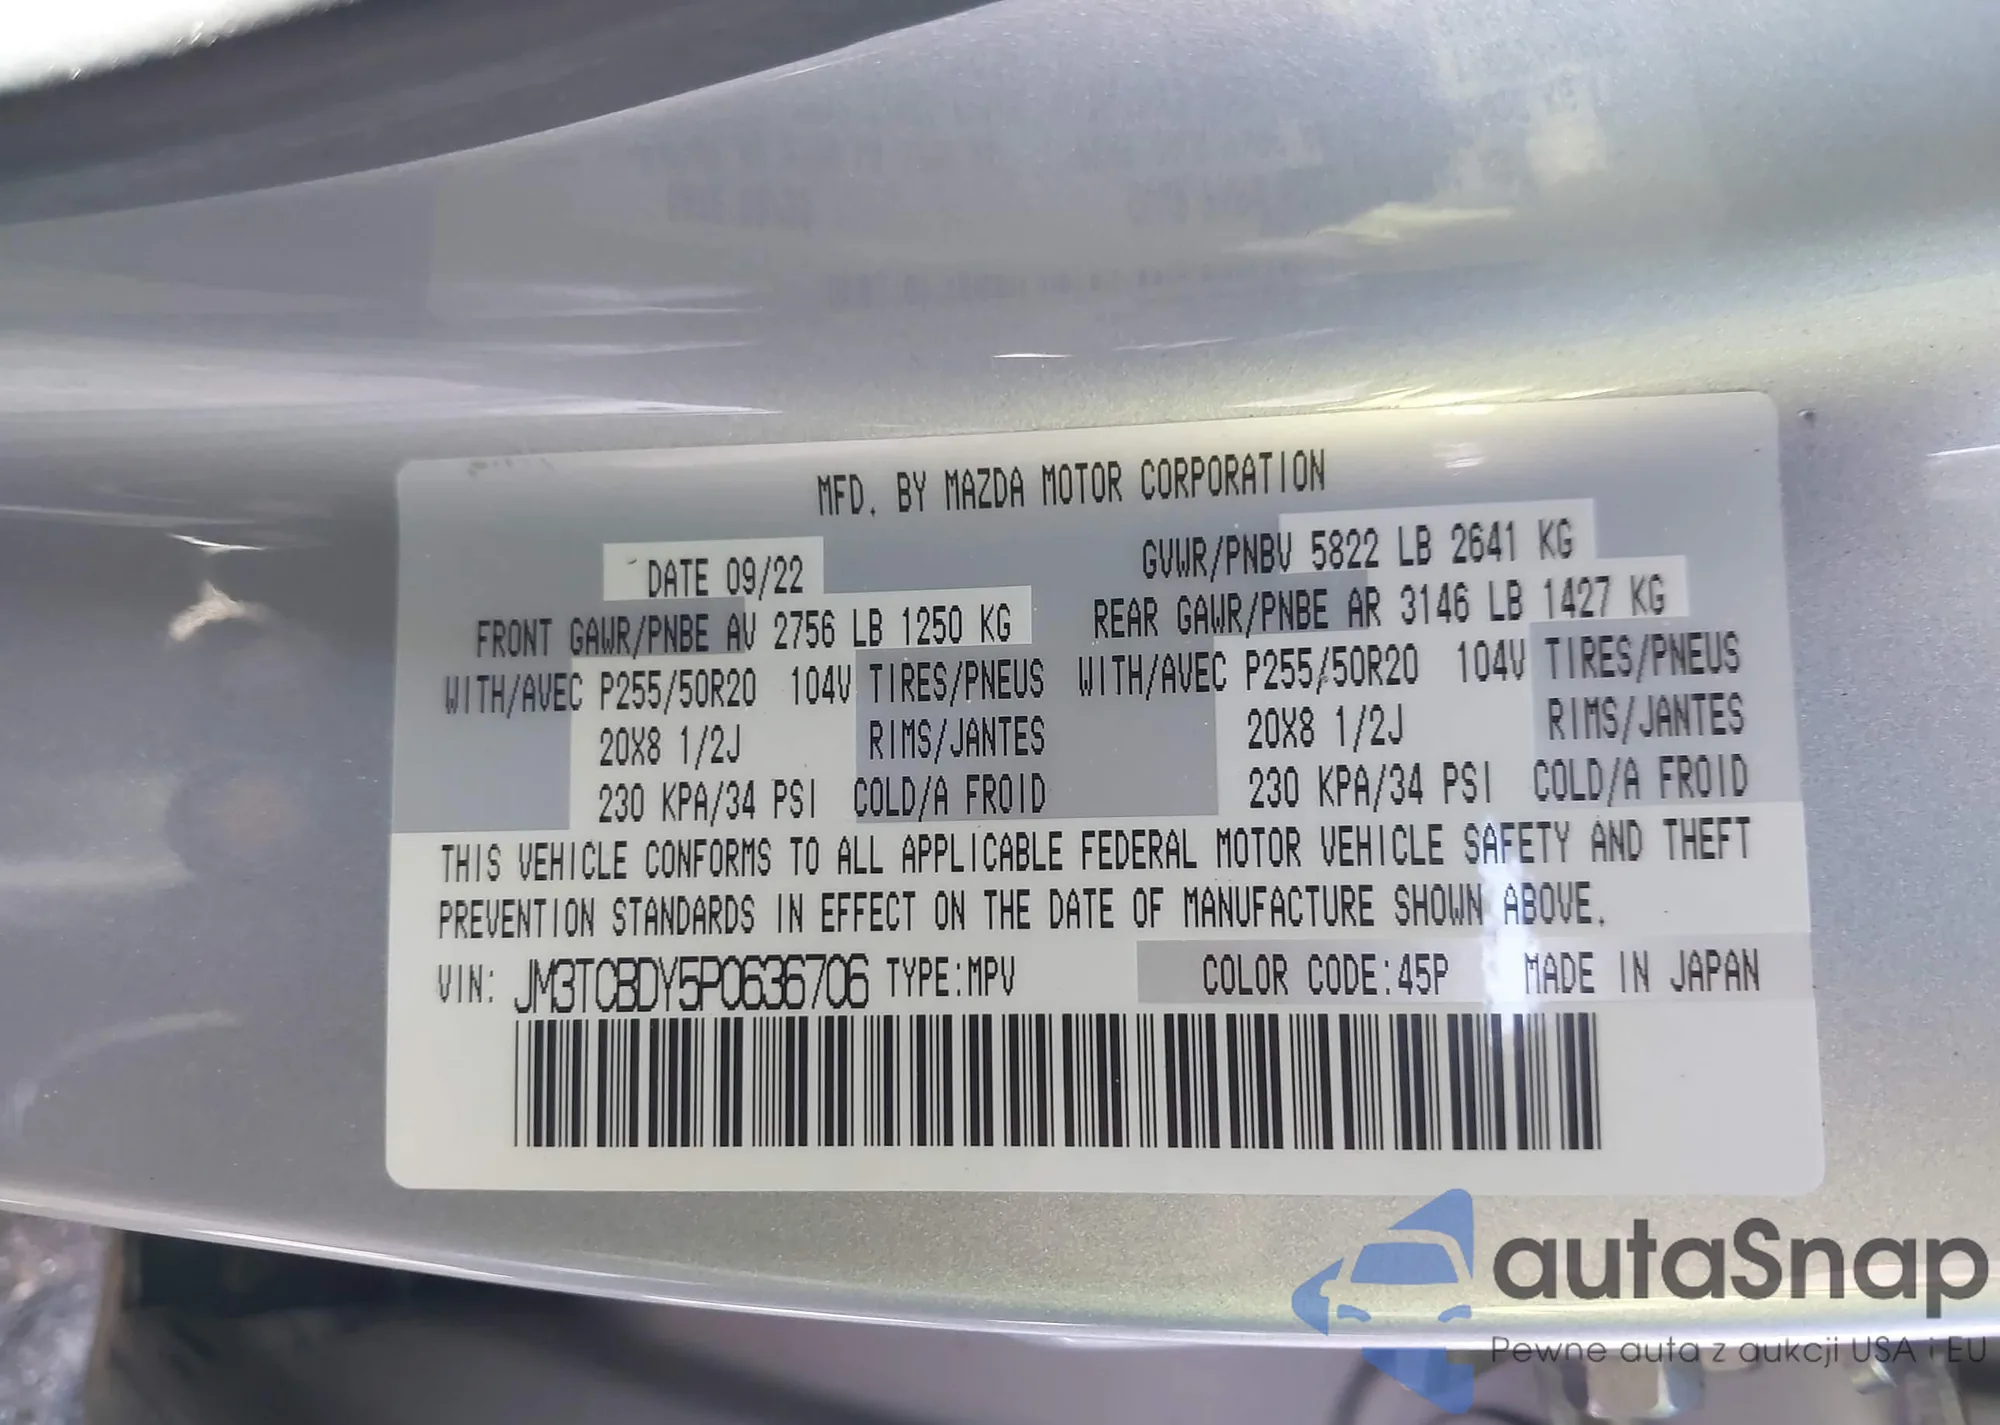 MFD. BY MAZDA MOTOR CORPORATION
DATE 09/22 GVWR/PNBV 5822 LB 2641 KG
FRONT GAWR/PNBE AV 2756 LB 1250 KG REAR GAWR/PNBE AR 3146 LB 1427 KG
WITH/AVEC P255/50R20 104V TIRES/PNEUS WITH/AVEC P255/50R20 104V TIRES/PNEUS
20X8 1/2J RIMS/JANTES 20X8 1/2J RIMS/JANTES
230 KPA/34 PSI COLD/A FROID 230 KPA/34 PSI COLD/A FROID
THIS VEHICLE CONFORMS TO ALL APPLICABLE FEDERAL MOTOR VEHICLE SAFETY AND THEFT
PREVENTION STANDARDS IN EFFECT ON THE DATE OF MANUFACTURE SHOWN ABOVE.
VIN: JM3TCBDY5P0636706 TYPE:MPV COLOR CODE:45P MADE IN JAPAN
autaSnap
Pewne auta z aukcji USA i EU